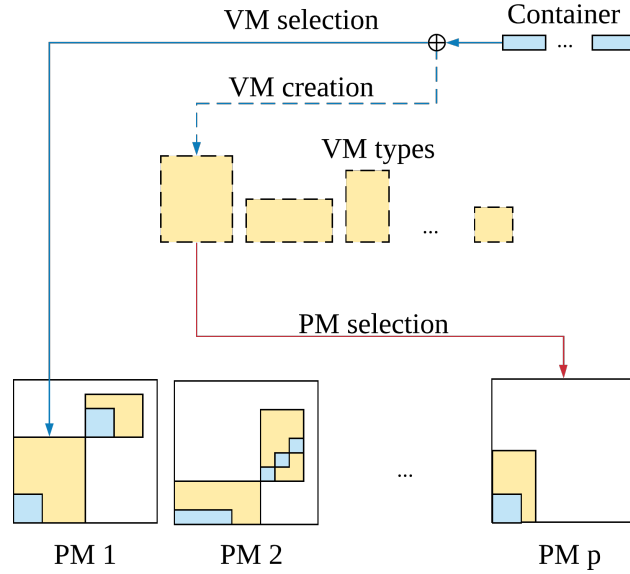 Container
VM selection
...
VM creation
VM types
...
PM selection
...
PM 1
PM 2
PM p